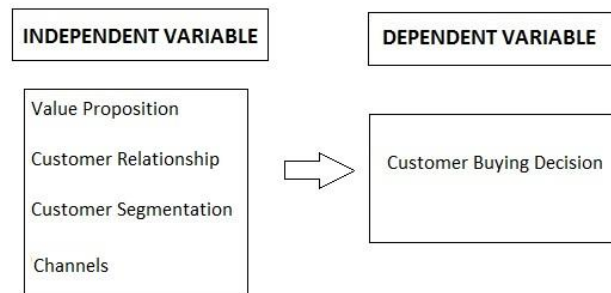 INDEPENDENT VARIABLE
Value Proposition
Customer Relationship
Customer Segmentation
Channels
DEPENDENT VARIABLE
Customer Buying Decision